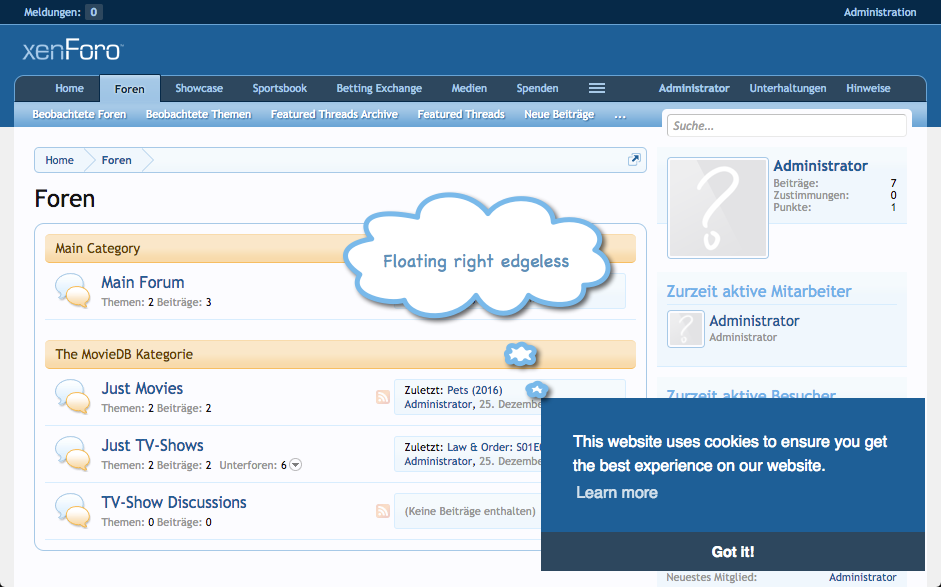 Meldungen: 0 Administration
xenForo™
Home Foren Showcase Sportsbook Betting Exchange Medien Spenden Administrator Unterhaltungen Hinweise
Beobachtete Foren Beobachtete Themen Featured Threads Archive Featured Threads Neue Beiträge ...
Suche...
Home Foren
Foren
Administrator
Beiträge: 7
Zustimmungen: 0
Punkte: 1
Main Category
Floating right edgeless
Main Forum
Themen: 2 Beiträge: 3
Zurzeit aktive Mitarbeiter
Administrator
Administrator
The MovieDB Kategorie
Just Movies
Themen: 2 Beiträge: 2
Zuletzt: Pets (2016)
Administrator, 25. Dezembe
Zurzeit aktive Besucher
Just TV-Shows
Themen: 2 Beiträge: 2 Unterforen: 6
Zuletzt: Law & Order: S01E
Administrator, 25. Dezembe
TV-Show Discussions
Themen: 0 Beiträge: 0
(Keine Beiträge enthalten)
This website uses cookies to ensure you get
the best experience on our website.
Learn more
Got it!
Neuestes Mitglied: Administrator